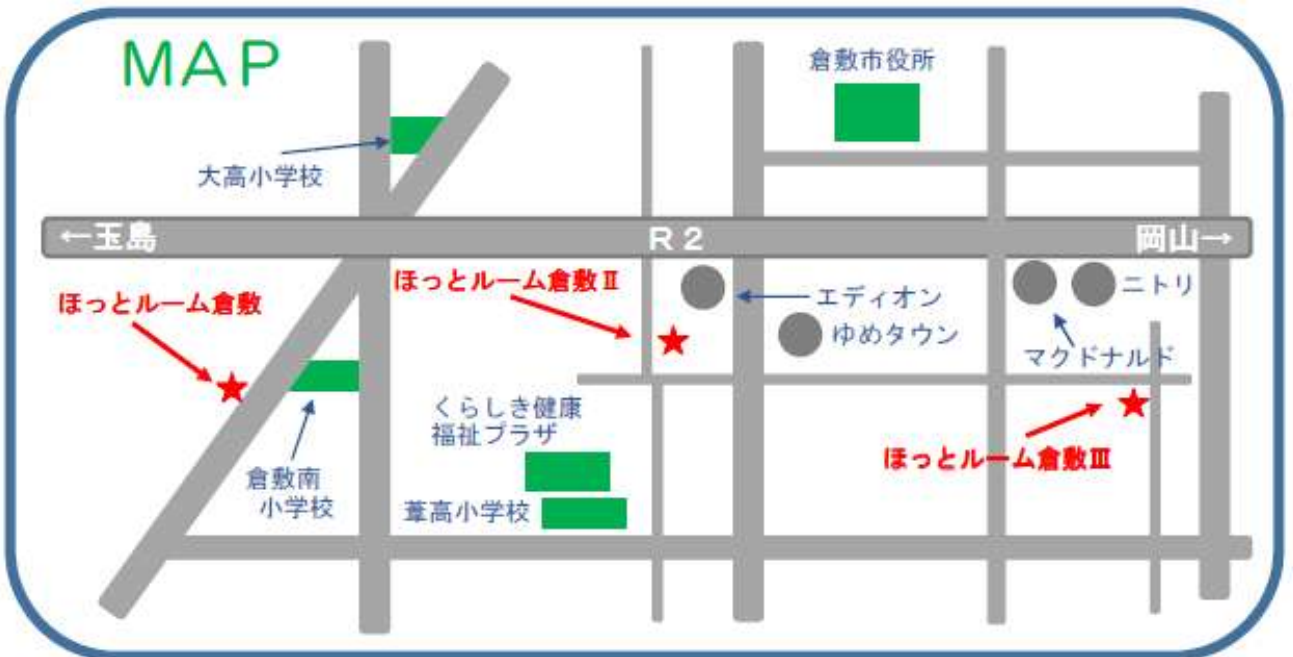 MAP
倉敷市役所
大高小学校
←玉島
R2
岡山→
ほっとルーム倉敷
ほっとルーム倉敷Ⅱ
エディオン
ニトリ
ゆめタウン
マクドナルド
くらしき健康
福祉プラザ
ほっとルーム倉敷Ⅲ
倉敷南
小学校
葦高小学校